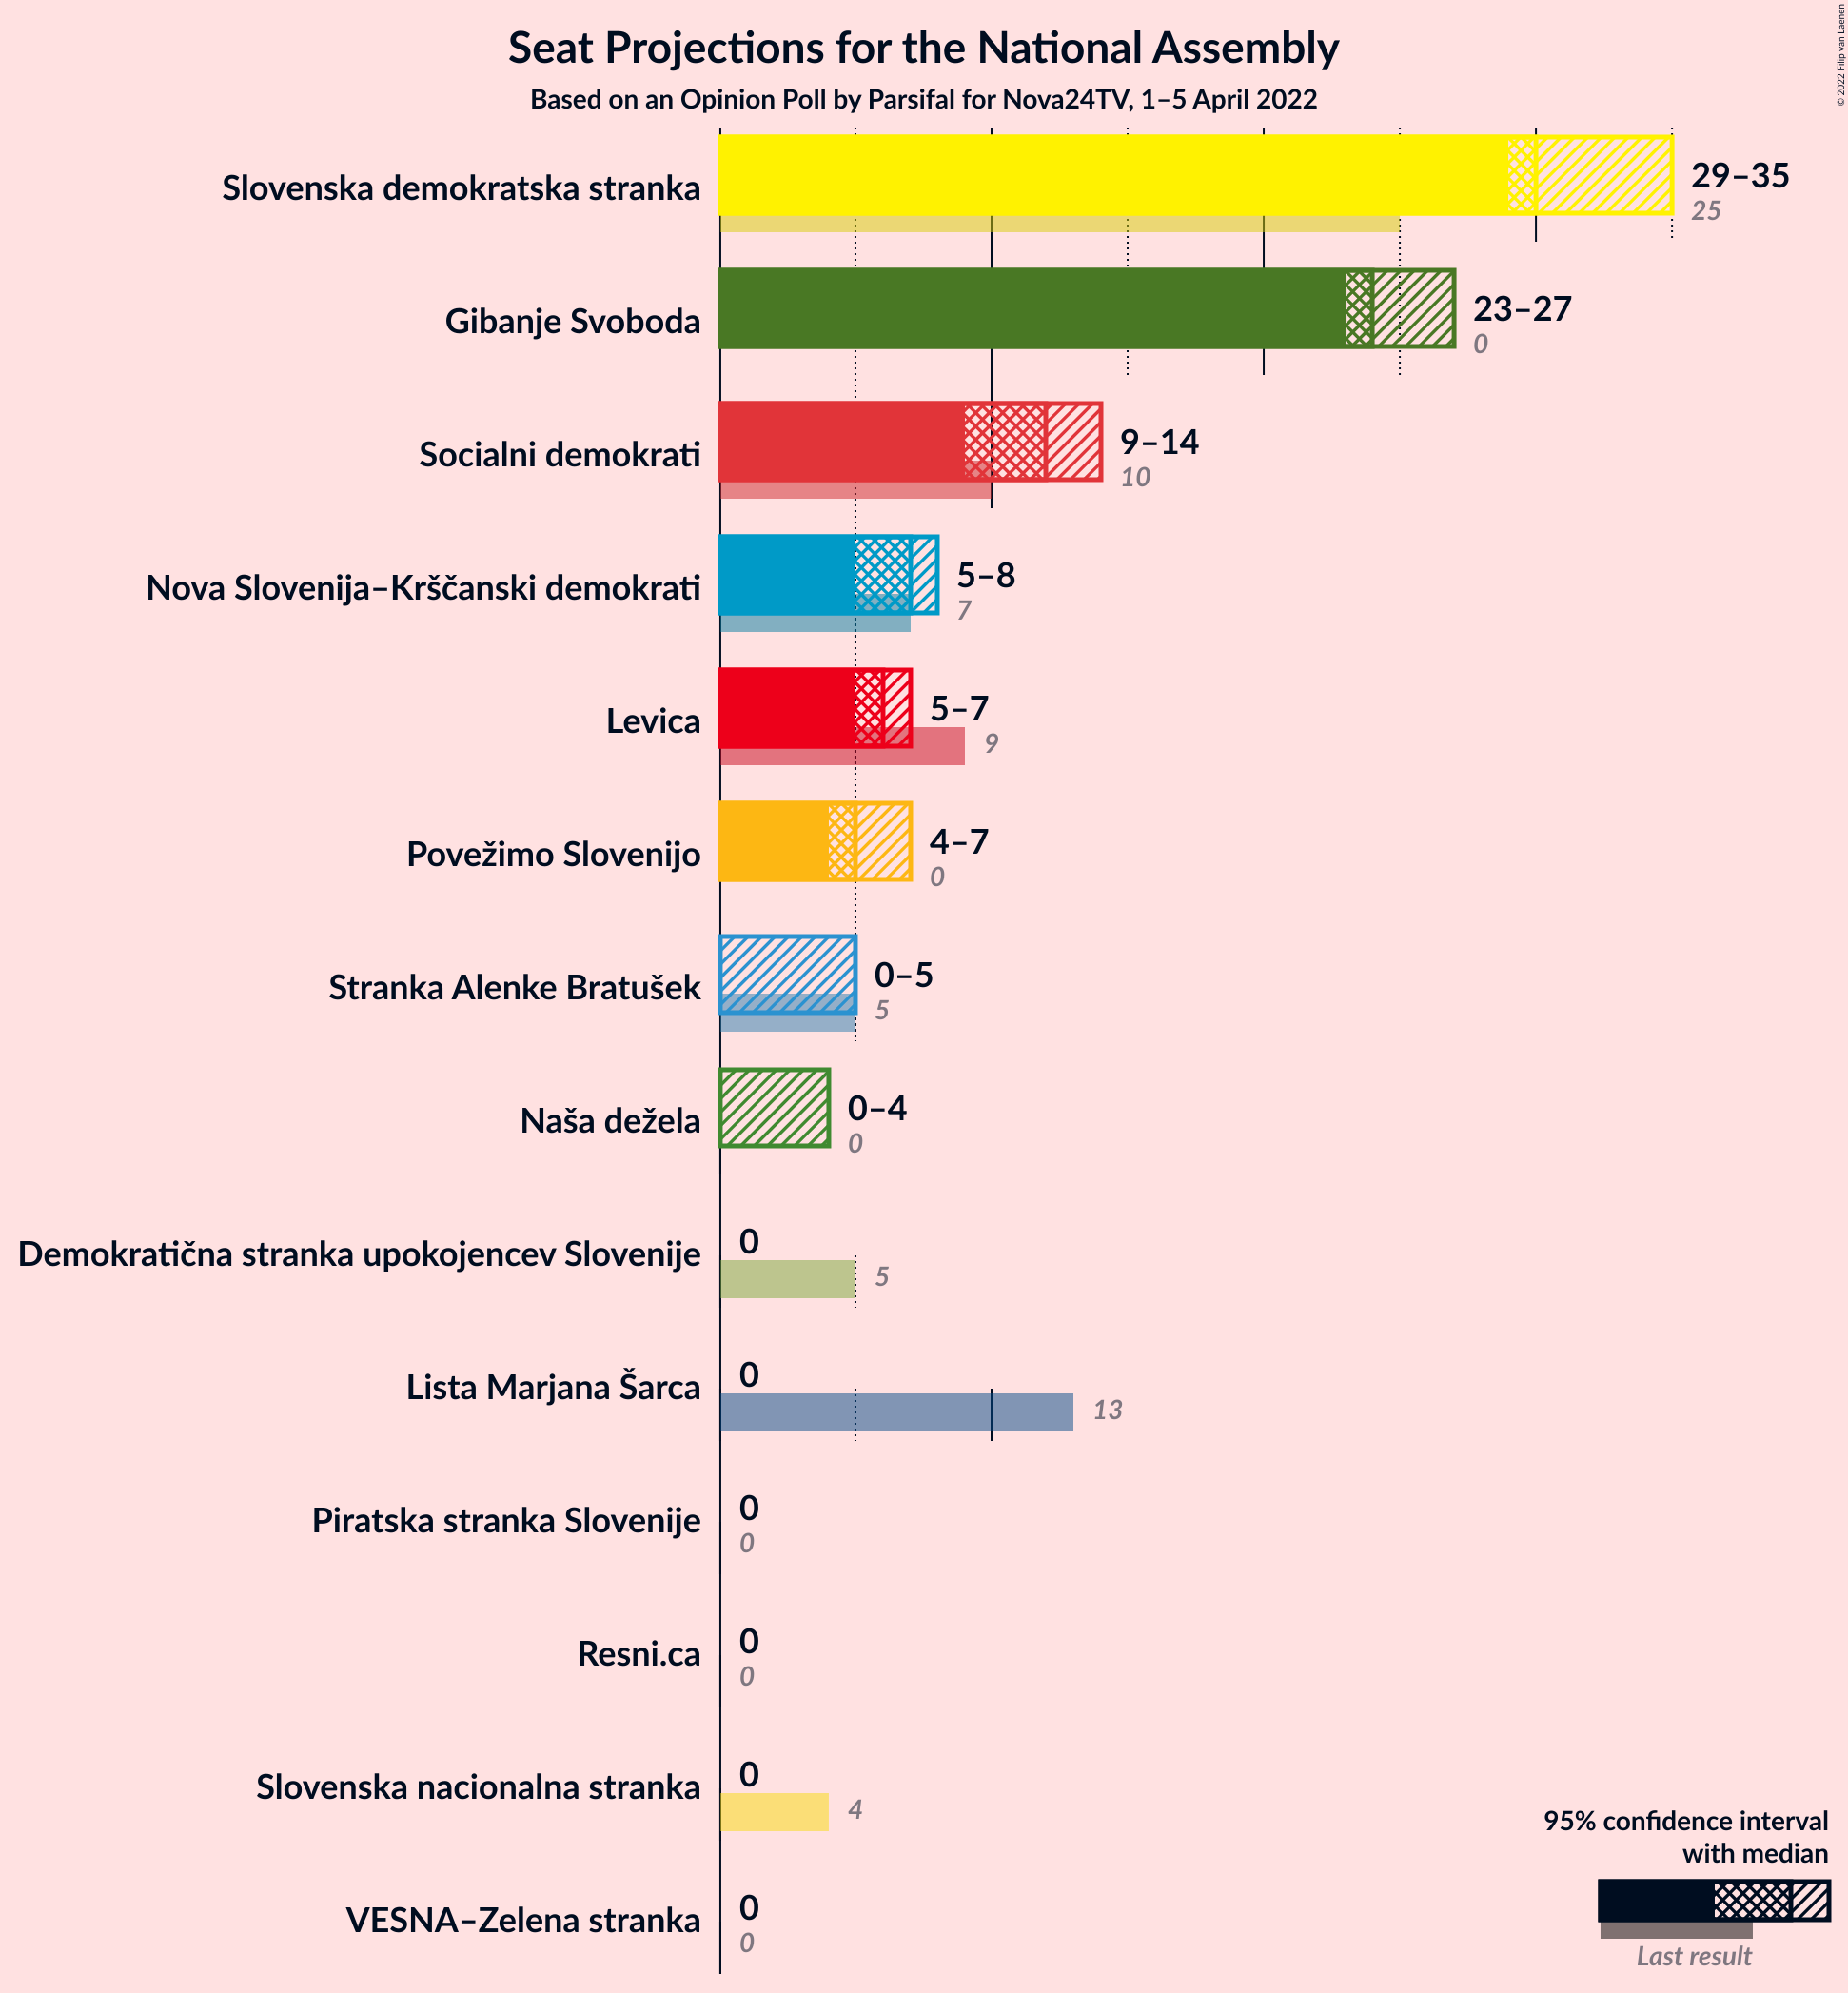 Seat Projections for the National Assembly
Based on an Opinion Poll by Parsifal for Nova24TV, 1–5 April 2022
© 2022 Filip van Laenen
Slovenska demokratska stranka
29–35
25
Gibanje Svoboda
23–27
0
Socialni demokrati
9–14
10
Nova Slovenija–Krščanski demokrati
5–8
7
Levica
5–7
9
Povežimo Slovenijo
4–7
0
Stranka Alenke Bratušek
0–5
5
Naša dežela
0–4
0
Demokratična stranka upokojencev Slovenije
0
5
Lista Marjana Šarca
0
13
Piratska stranka Slovenije
0
0
Resni.ca
0
0
Slovenska nacionalna stranka
0
4
VESNA–Zelena stranka
0
0
95% confidence interval
with median
Last result